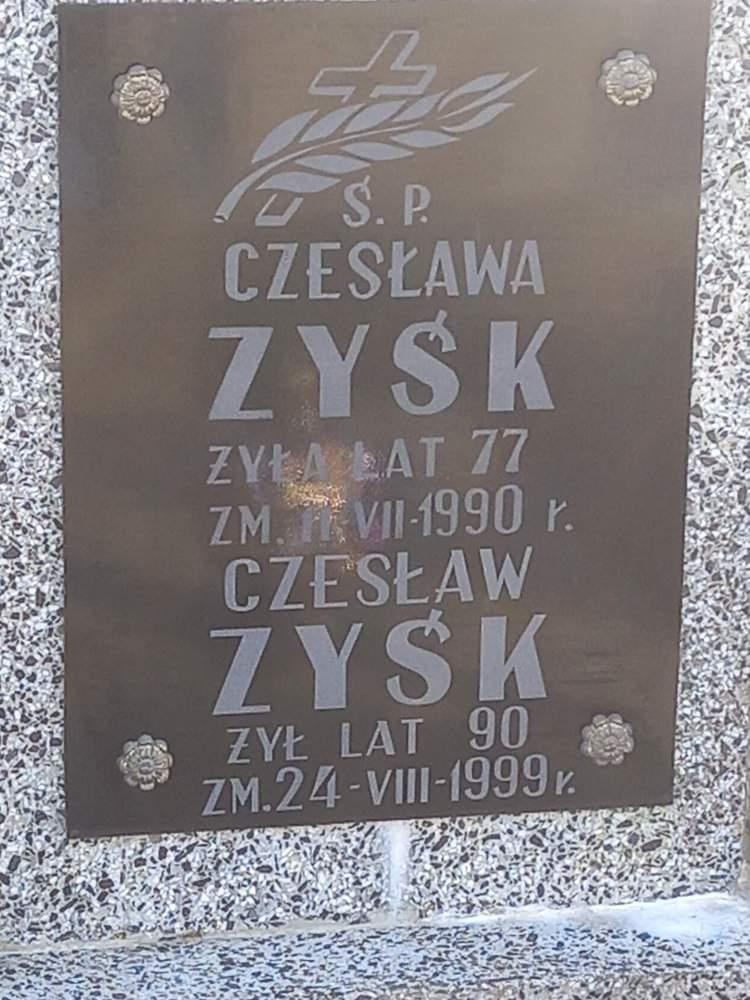 Ś. P.
CZESŁAWA
ZYŚK
ŻYŁA LAT 77
ZM. 11-VII-1990 r.
CZESŁAW
ZYŚK
ŻYŁ LAT 90
ZM. 24-VIII-1999 r.